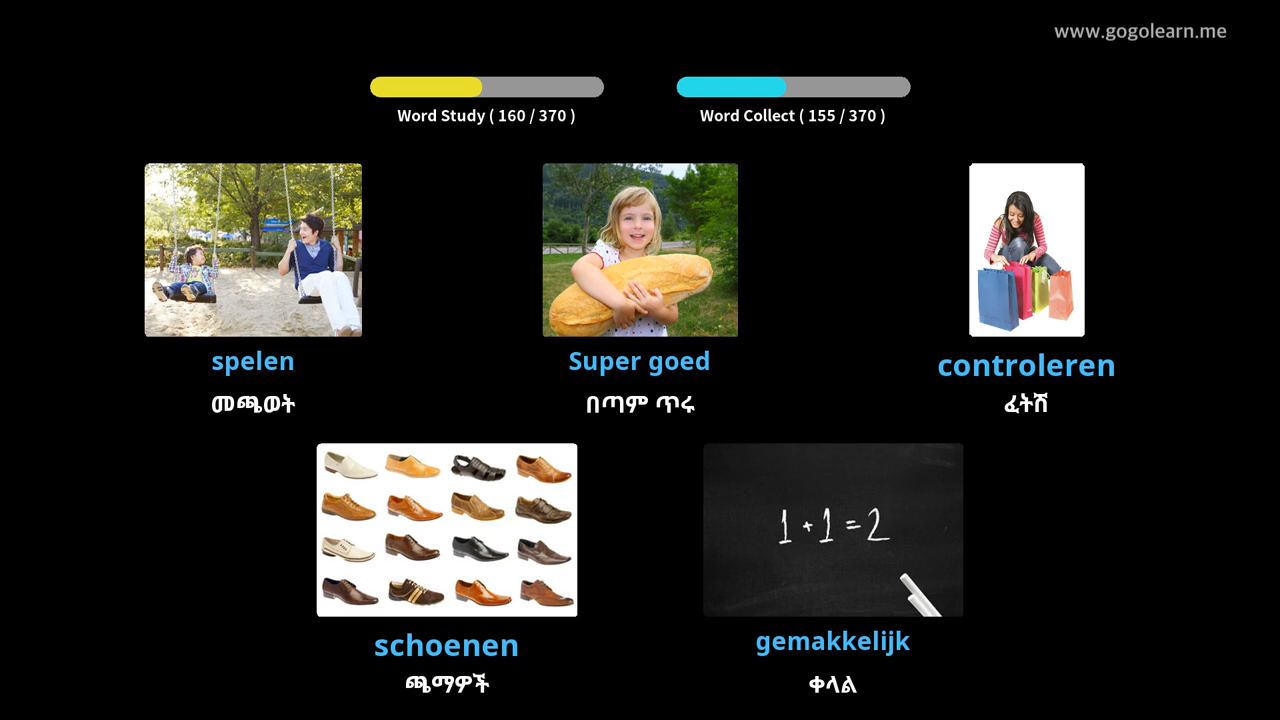 www.gogolearn.me
Word Study ( 160 / 370 )
Word Collect ( 155 / 370 )
spelen
መጫወት
Super goed
በጣም ጥሩ
controleren
ፈትሽ
schoenen
ጫማዎች
1 + 1 = 2
gemakkelijk
ቀላል